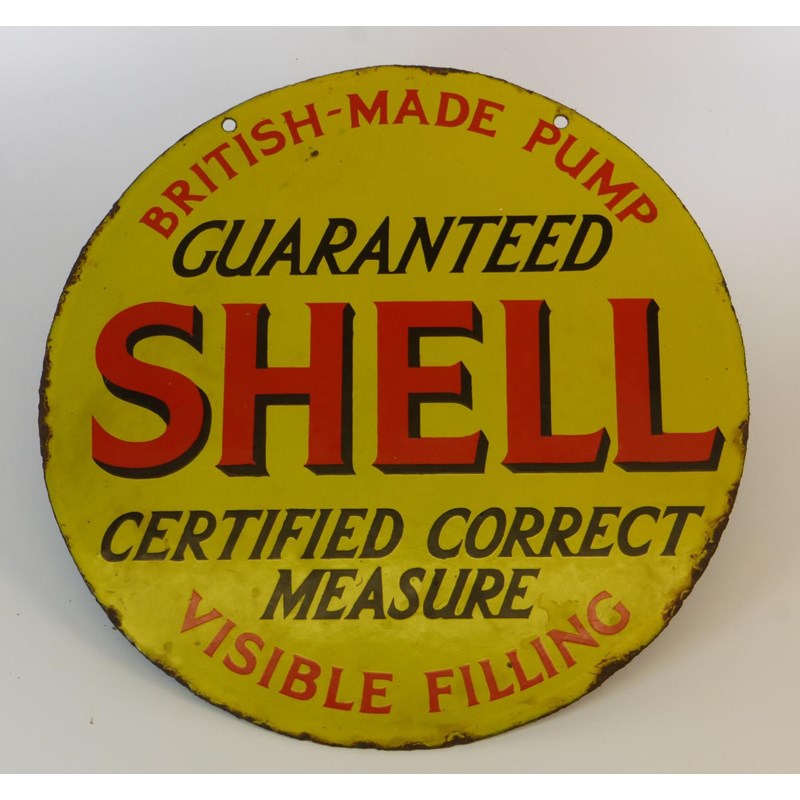 BRITISH-MADE PUMP
GUARANTEED
SHELL
CERTIFIED CORRECT
MEASURE
VISIBLE FILLING